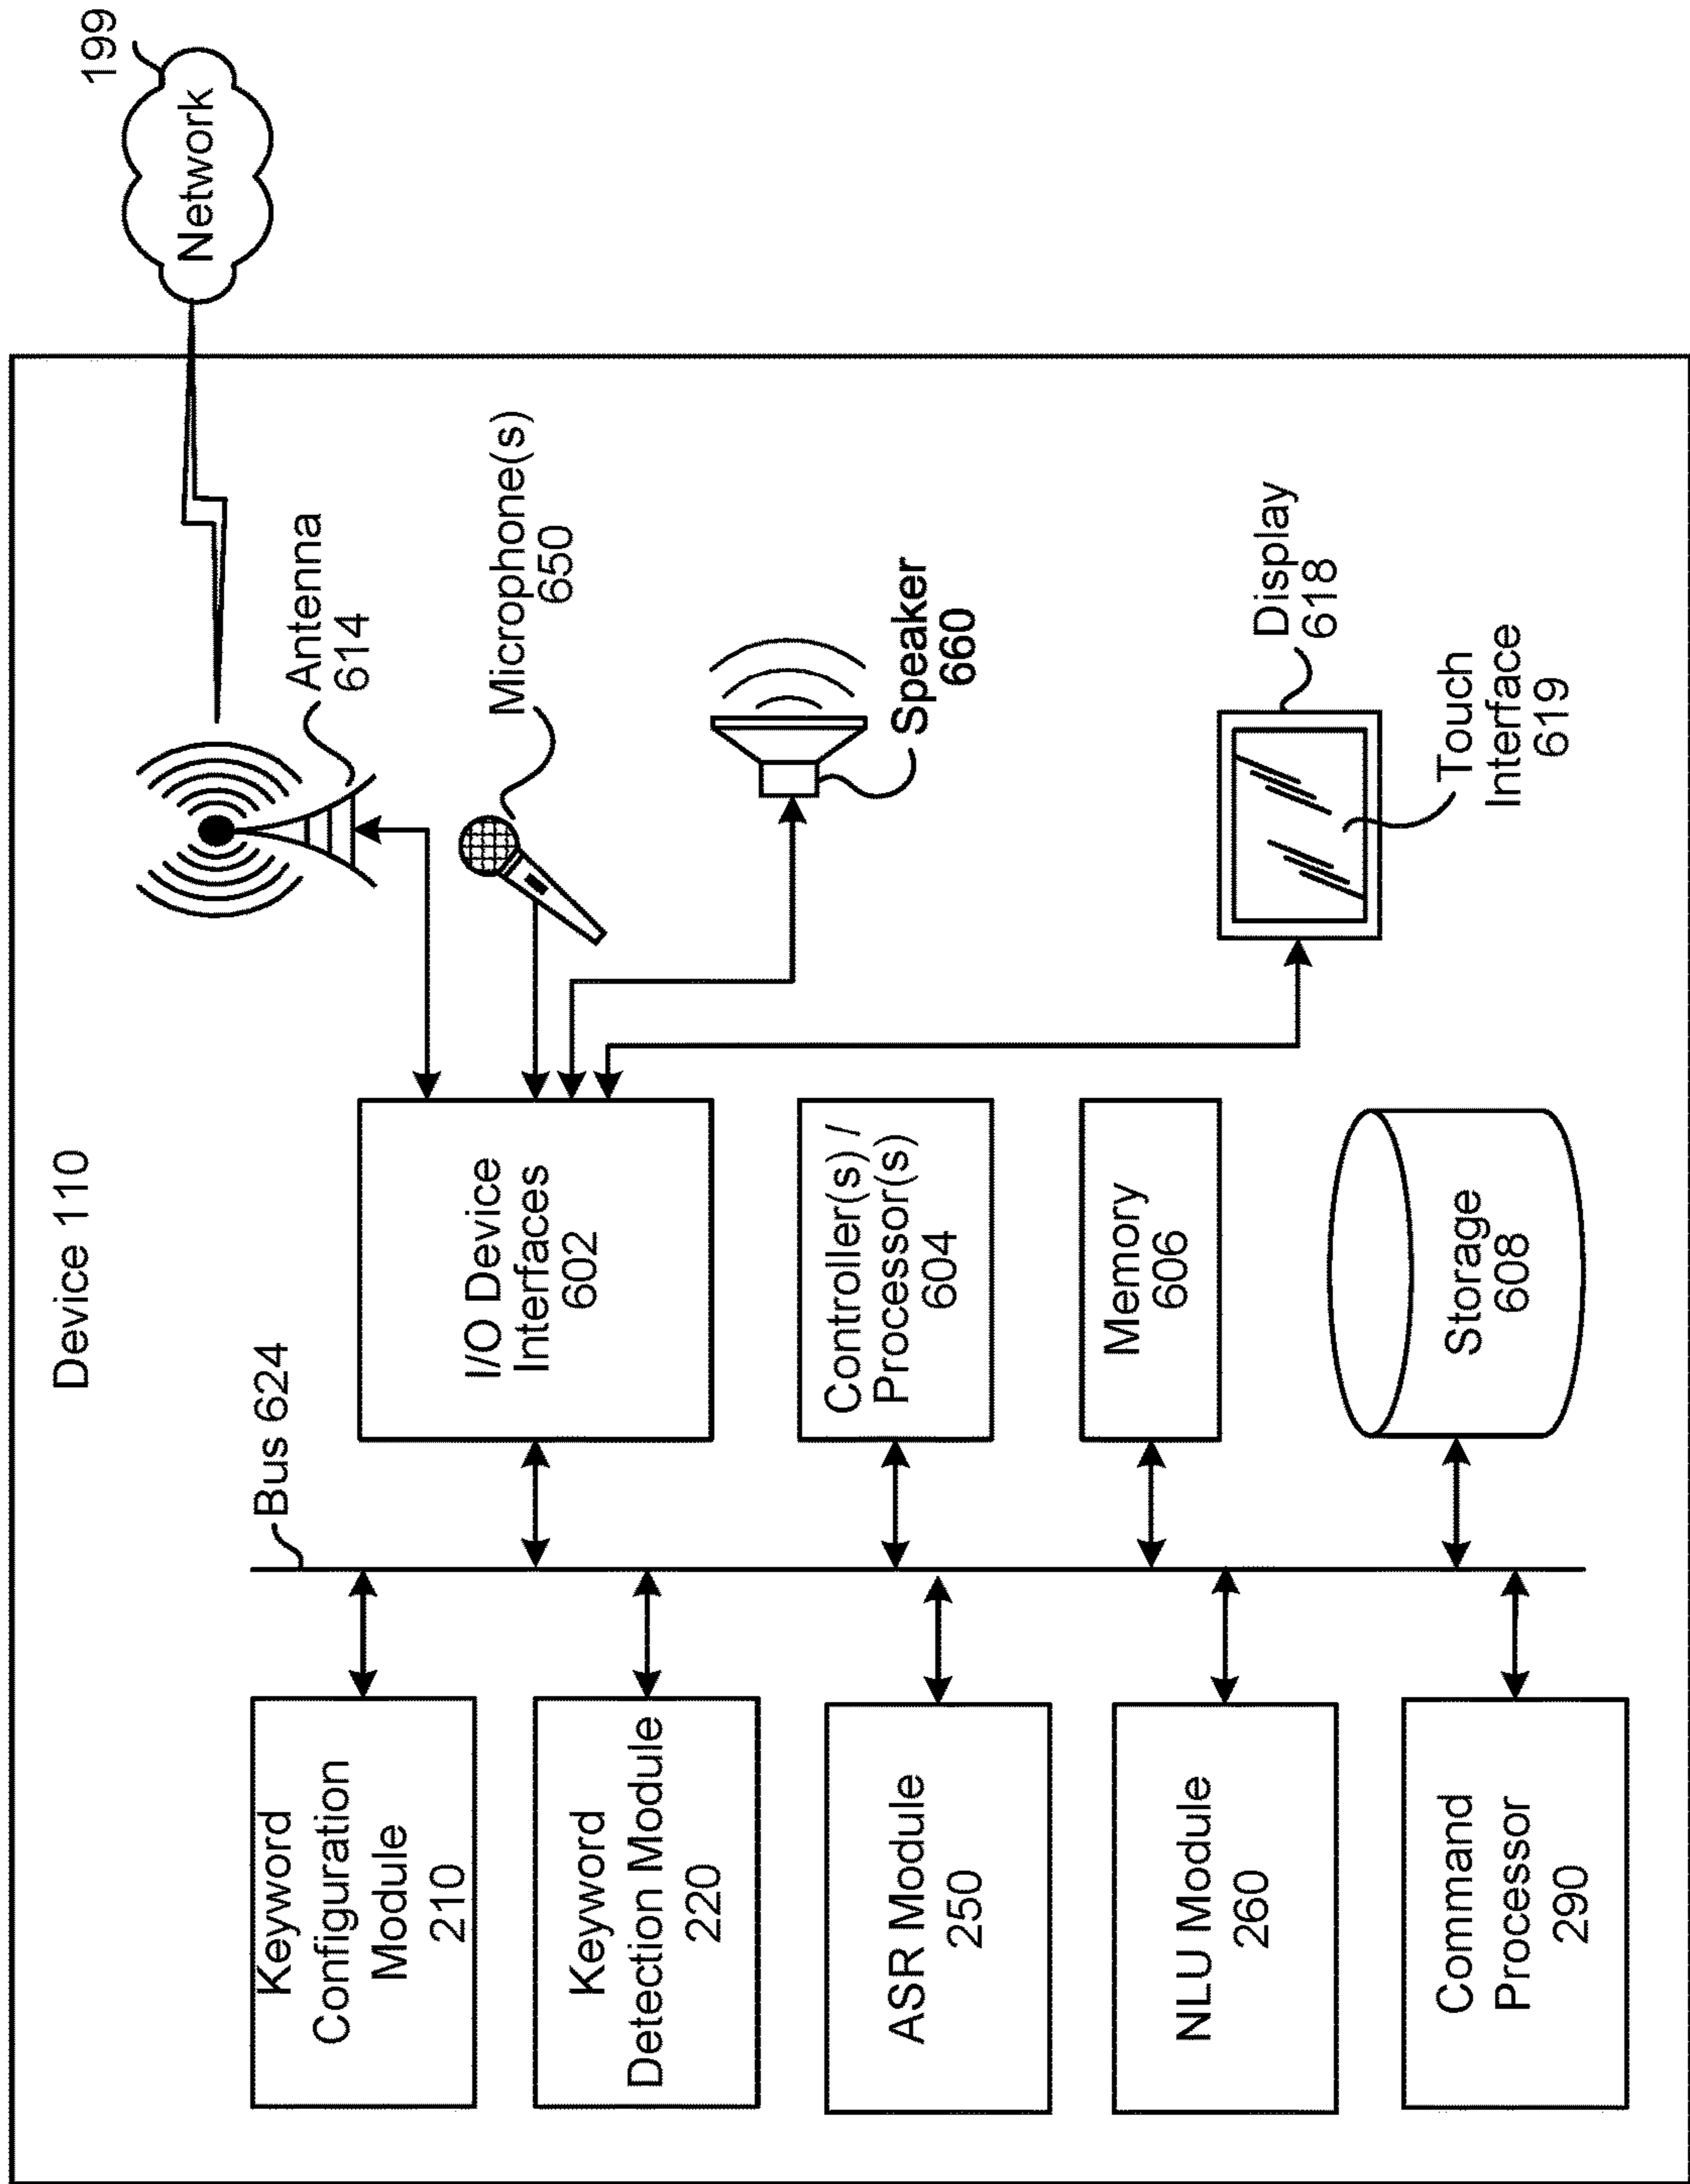 Device 110
199
Network
Bus 624
Antenna
614
Keyword
Configuration
Module
210
I/O Device
Interfaces
602
Microphone(s)
650
Keyword
Detection Module
220
Speaker
660
ASR Module
250
Controller(s) /
Processor(s)
604
NLU Module
260
Memory
606
Display
618
Command
Processor
290
Storage
608
Touch
Interface
619